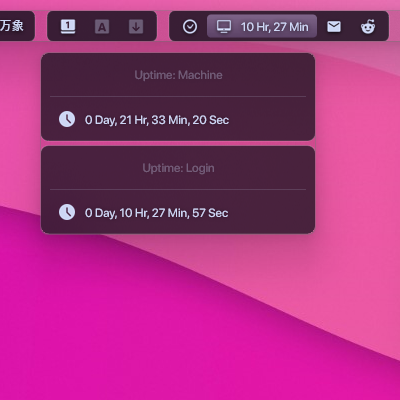 万象
1 A 10 Hr, 27 Min
Uptime: Machine
0 Day, 21 Hr, 33 Min, 20 Sec
Uptime: Login
0 Day, 10 Hr, 27 Min, 57 Sec